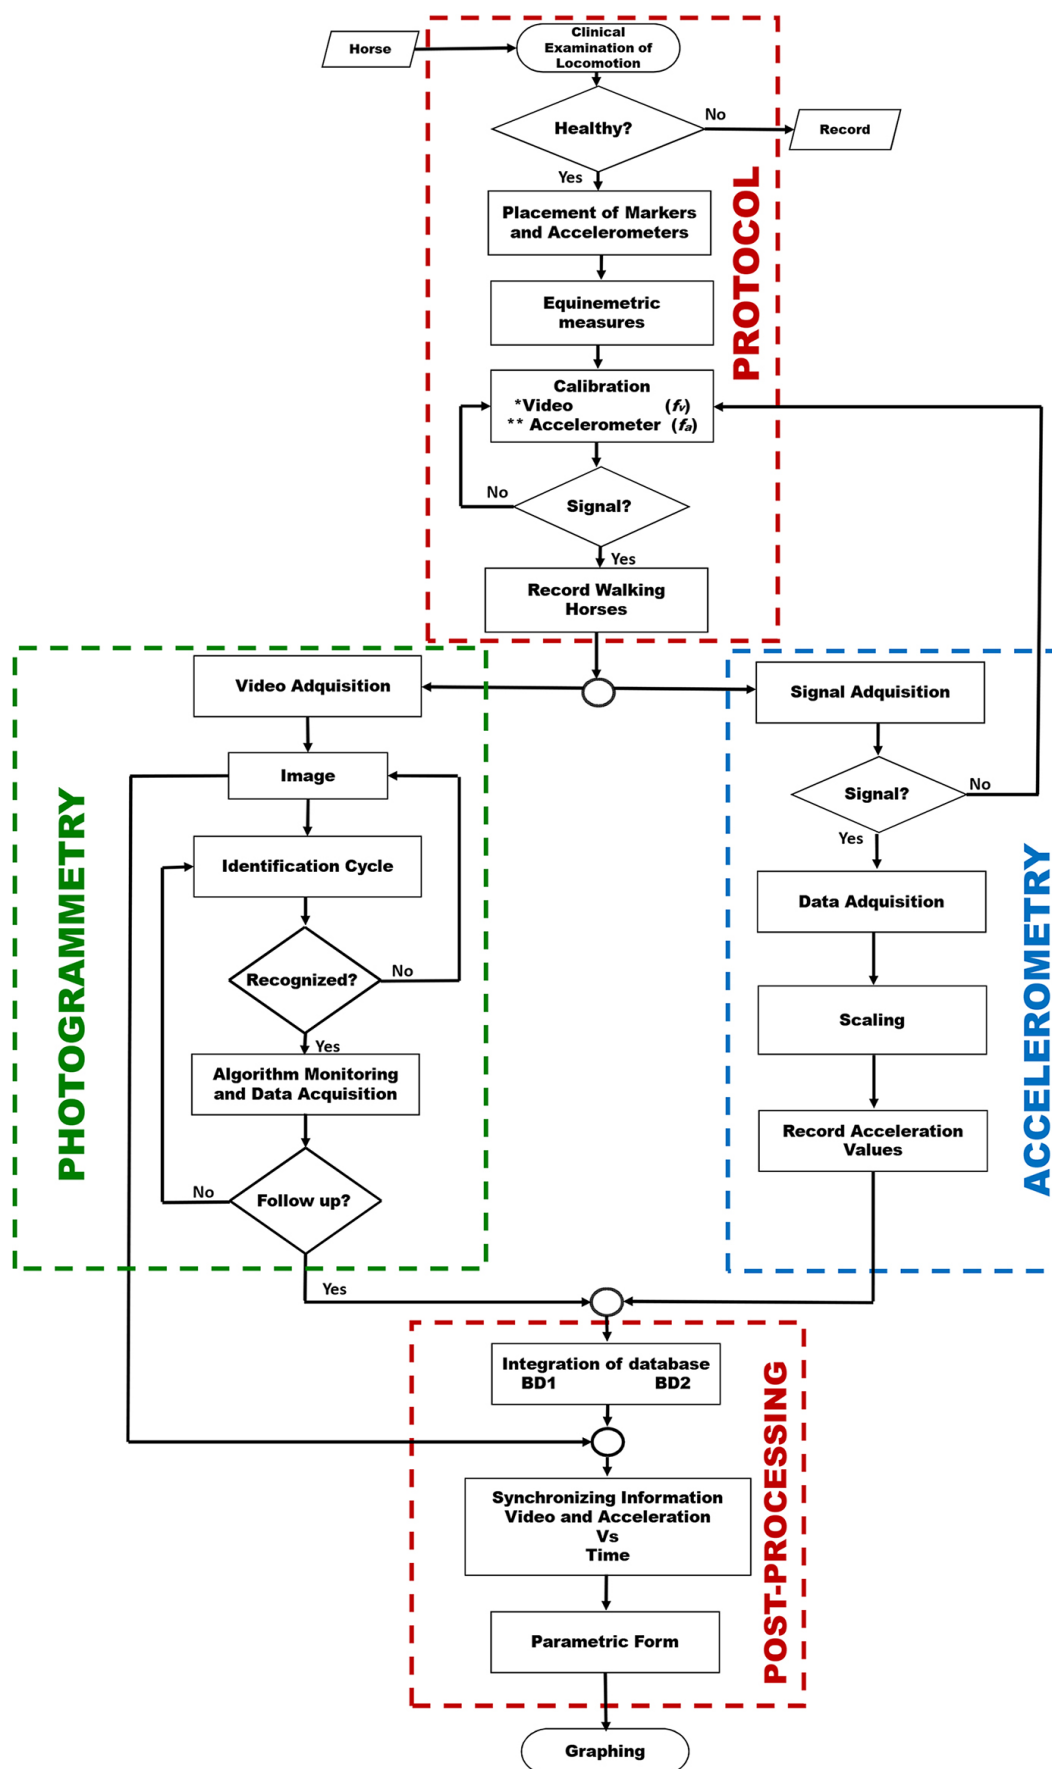 Horse
Clinical
Examination of
Locomotion
Healthy?
No
Record
Yes
Placement of Markers
and Accelerometers
Equinemetric
measures
Calibration
*Video (fv)
** Accelerometer (fa)
No
Signal?
Yes
Record Walking
Horses
PROTOCOL
Video Adquisition
Image
Identification Cycle
Recognized?
No
Yes
Algorithm Monitoring
and Data Acquisition
No
Follow up?
Yes
PHOTOGRAMMETRY
Signal Adquisition
Signal?
No
Yes
Data Adquisition
Scaling
Record Acceleration
Values
ACCELEROMETRY
Integration of database
BD1 BD2
Synchronizing Information
Video and Acceleration
Vs
Time
Parametric Form
POST-PROCESSING
Graphing